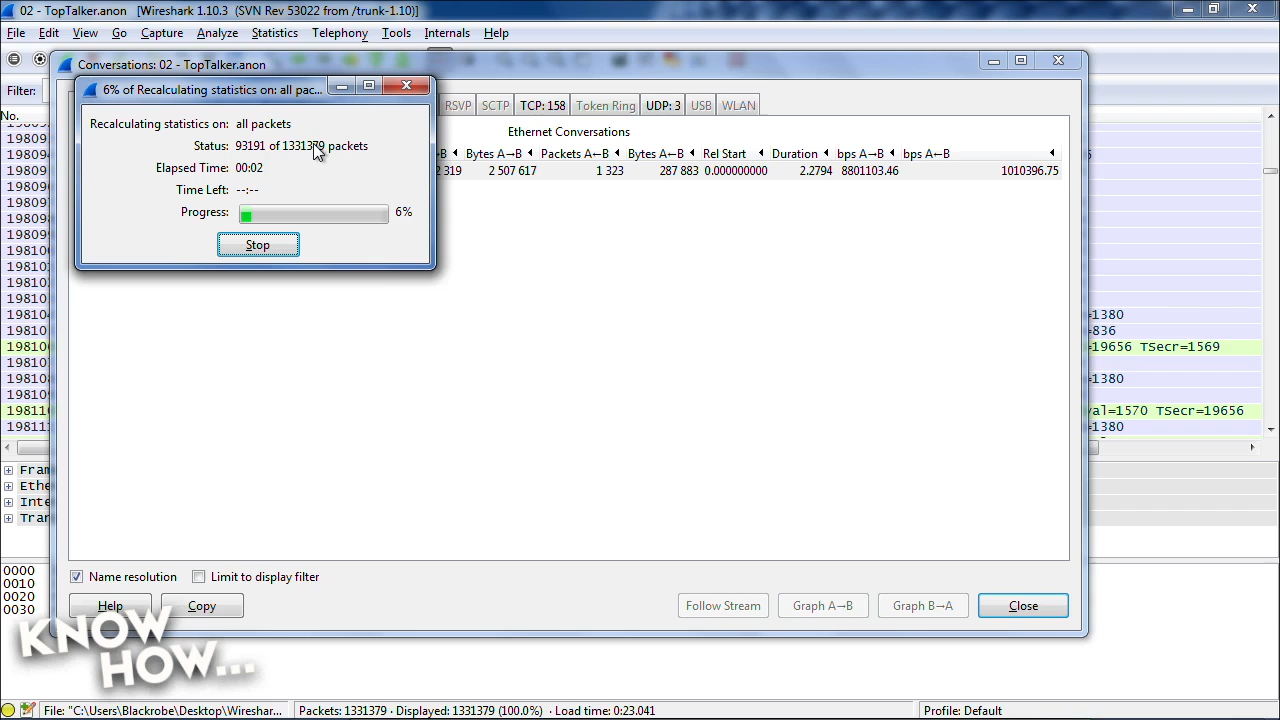 02 - TopTalker.anon [Wireshark 1.10.3 (SVN Rev 53022 from /trunk-1.10)]
File Edit View Go Capture Analyze Statistics Telephony Tools Internals Help
Conversations: 02 - TopTalker.anon
Filter:
6% of Recalculating statistics on: all pac...
RSVP SCTP TCP: 158 Token Ring UDP: 3 USB WLAN
No.
Recalculating statistics on: all packets
Ethernet Conversations
Status: 93191 of 1331379 packets
Bytes A→B Packets A←B Bytes A←B Rel Start Duration bps A→B bps A←B
Elapsed Time: 00:02
2 319 2 507 617 1 323 287 883 0.000000000 2.2794 8801103.46 1010396.75
Time Left: --:--
Progress: 6%
Stop
=1380
=836
=19656 TSecr=1569
=1380
val=1570 TSecr=19656
=1380
Fram
Ethe
Inte
Tran
Name resolution Limit to display filter
0000
0010
0020
0030
Help Copy Follow Stream Graph A→B Graph B→A Close
KNOW
HOW...
File: "C:\Users\Blackrobe\Desktop\Wireshar... Packets: 1331379 · Displayed: 1331379 (100.0%) · Load time: 0:23.041 Profile: Default